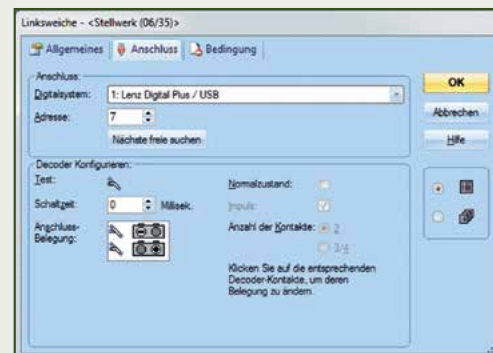 Linksweiche - <Stellwerk (06/35)>
Allgemeines Anschluss Bedingung
Anschluss:
Digitalsystem: 1: Lenz Digital Plus / USB
Adresse: 7
Nächste freie suchen
Decoder Konfigurieren:
Test:
Normalzustand:
Schaltzeit: 0 Millisek.
Impuls:
Anschluss-
Belegung:
Anzahl der Kontakte: 2
3/4
Klicken Sie auf die entsprechenden
Decoder-Kontakte, um deren
Belegung zu ändern.
OK
Abbrechen
Hilfe